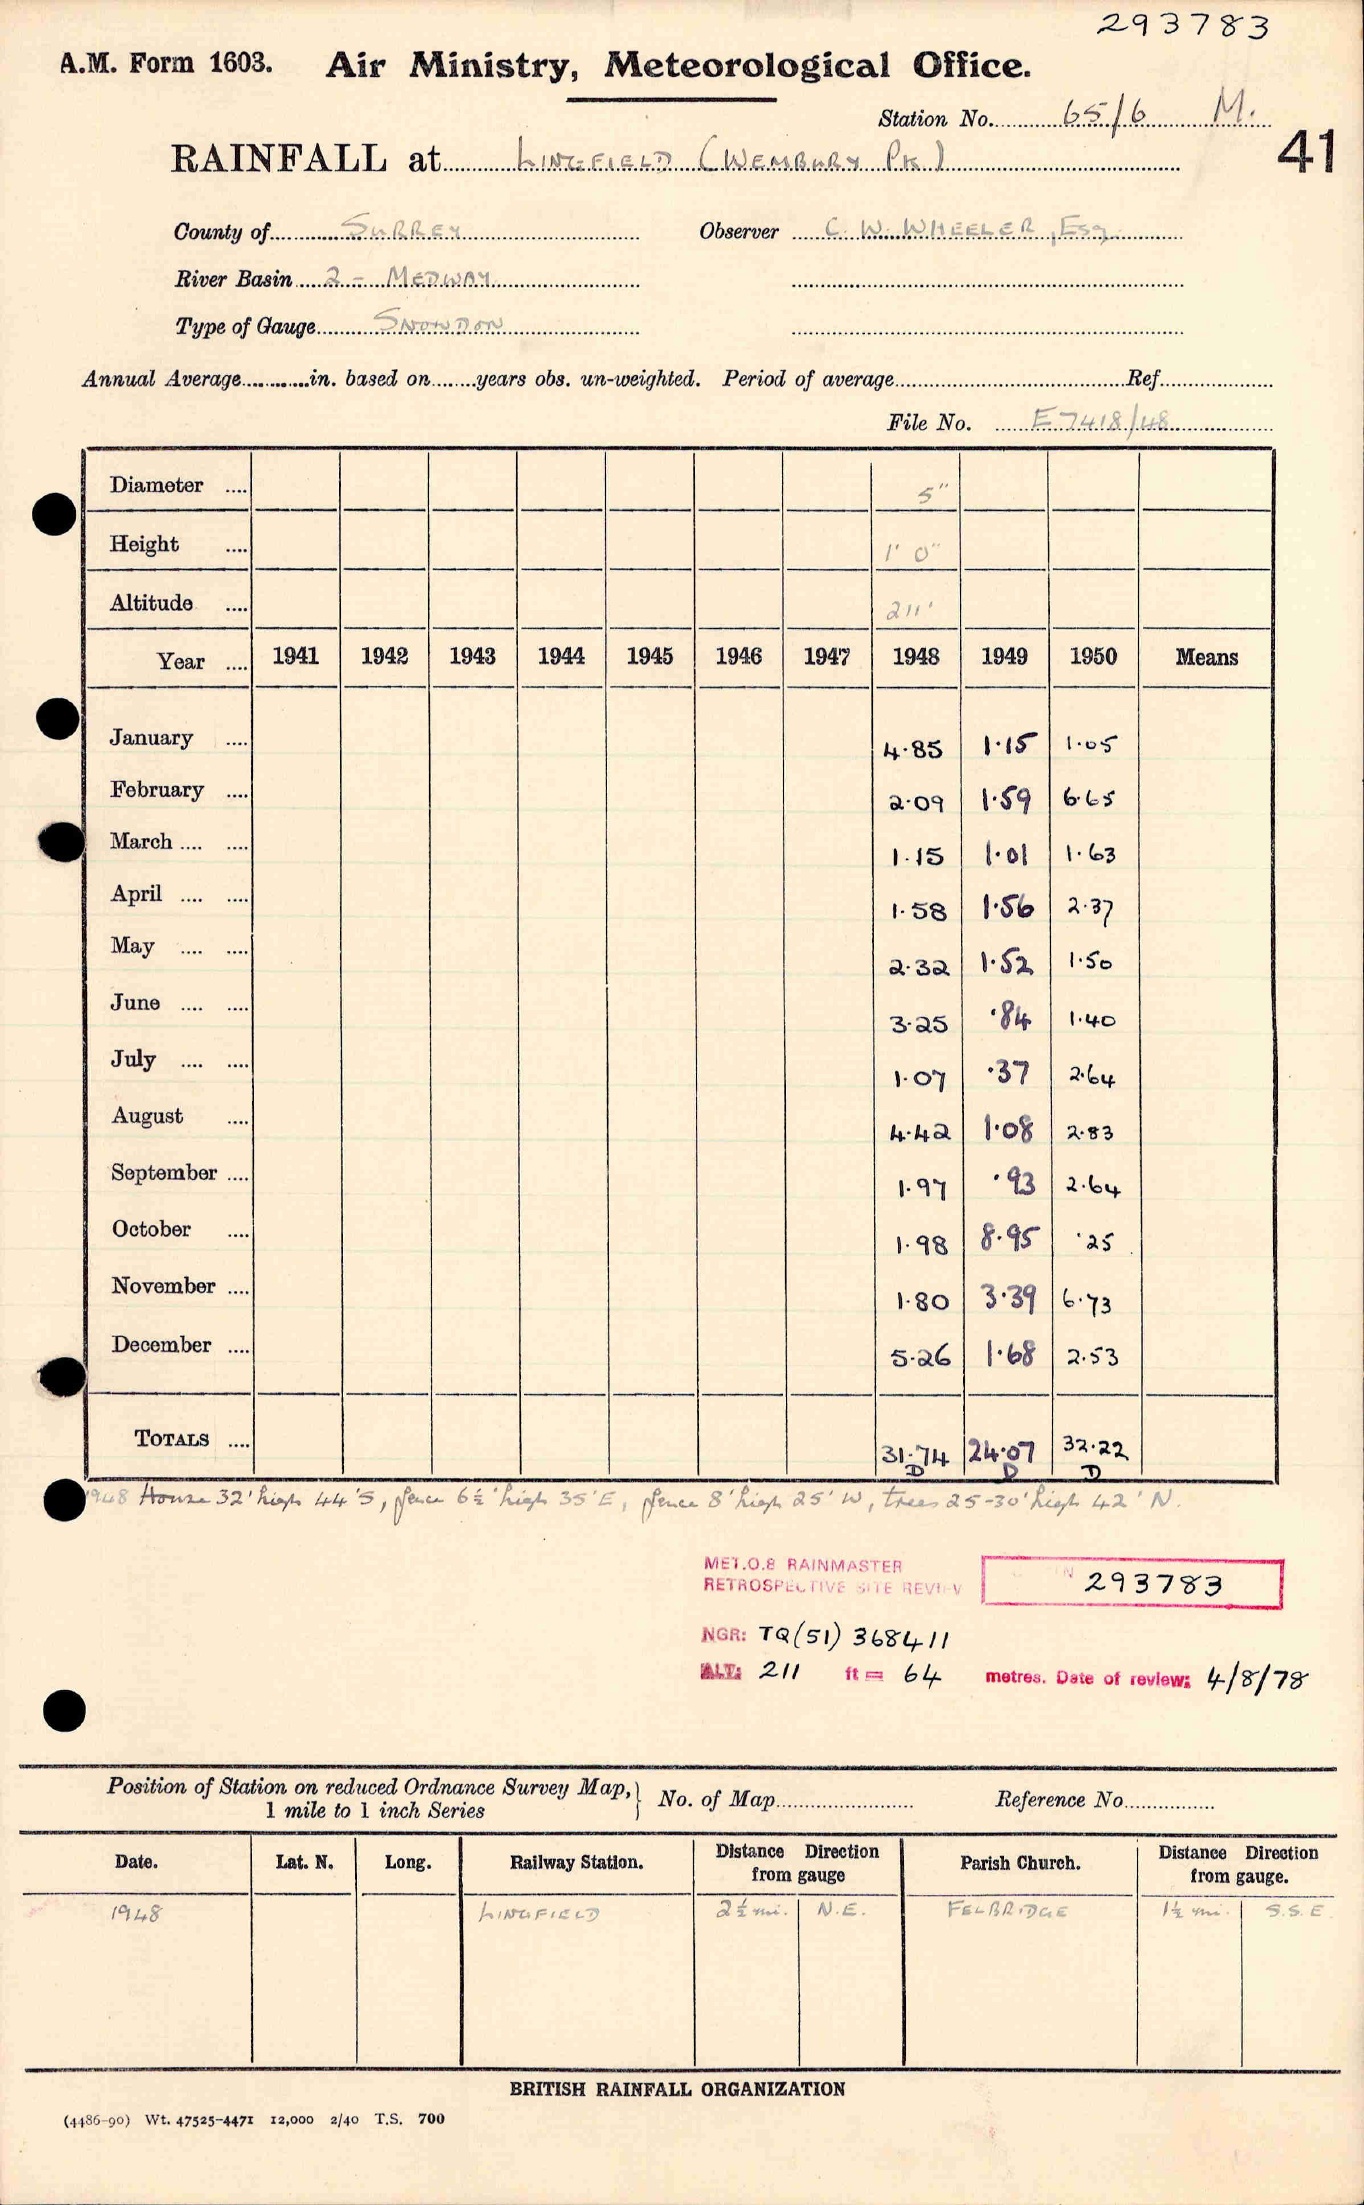 293783
A.M. Form 1603. Air Ministry, Meteorological Office.
Station No. 65/6 M.
41
RAINFALL at LINGFIELD (WEMBURY PK)
County of SURREY Observer C. W. WHEELER, Esq.
River Basin 2 - MEDWAY
Type of Gauge SNOWDON
Annual Average............in. based on........years obs. un-weighted. Period of average........ Ref........
File No. E7418/48
Diameter .... 5"
Height .... 1' 0"
Altitude .... 211'
Year .... 1941 1942 1943 1944 1945 1946 1947 1948 1949 1950 Means
January .... 4.85 1.15 1.05
February .... 2.09 1.59 6.65
March .... .... 1.15 1.01 1.63
April .... .... 1.58 1.56 2.37
May .... .... 2.32 1.52 1.50
June .... .... 3.25 .84 1.40
July .... .... 1.07 .37 2.64
August .... 4.42 1.08 2.83
September .... 1.97 .93 2.64
October .... 1.98 8.95 .25
November .... 1.80 3.39 6.73
December .... 5.26 1.68 2.53
TOTALS .... 31.74 24.07 32.22
D D D
1948 House 32' high 44' S, fence 6½' high 35' E, fence 8' high 25' W, trees 25-30' high 42' N.
MET.O.8 RAINMASTER
RETROSPECTIVE SITE REVIEW 293783
NGR: TQ(51) 368411
ALT: 211 ft = 64 metres. Date of review: 4/8/78
Position of Station on reduced Ordnance Survey Map, 1 mile to 1 inch Series } No. of Map........ Reference No........
Date. Lat. N. Long. Railway Station. Distance Direction from gauge Parish Church. Distance Direction from gauge.
1948 LINGFIELD 2½ mi. N.E. FELBRIDGE 1½ mi. S.S.E.
BRITISH RAINFALL ORGANIZATION
(4486-90) Wt. 47525-4471 12,000 2/40 T.S. 700